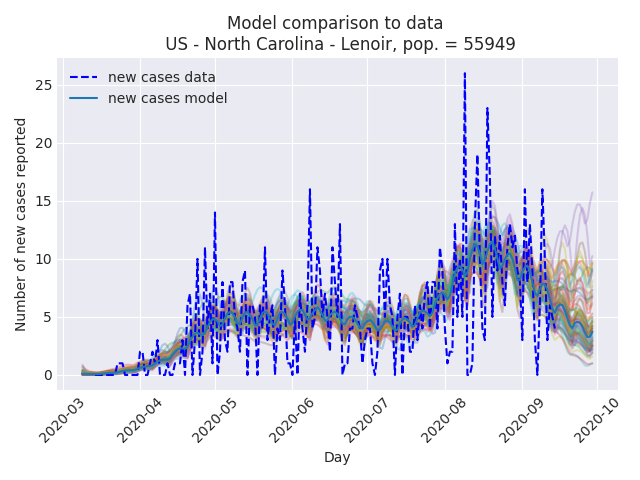 Model comparison to data
US - North Carolina - Lenoir, pop. = 55949
new cases data
new cases model
Number of new cases reported
25
20
15
10
5
0
2020-03
2020-04
2020-05
2020-06
2020-07
2020-08
2020-09
2020-10
Day